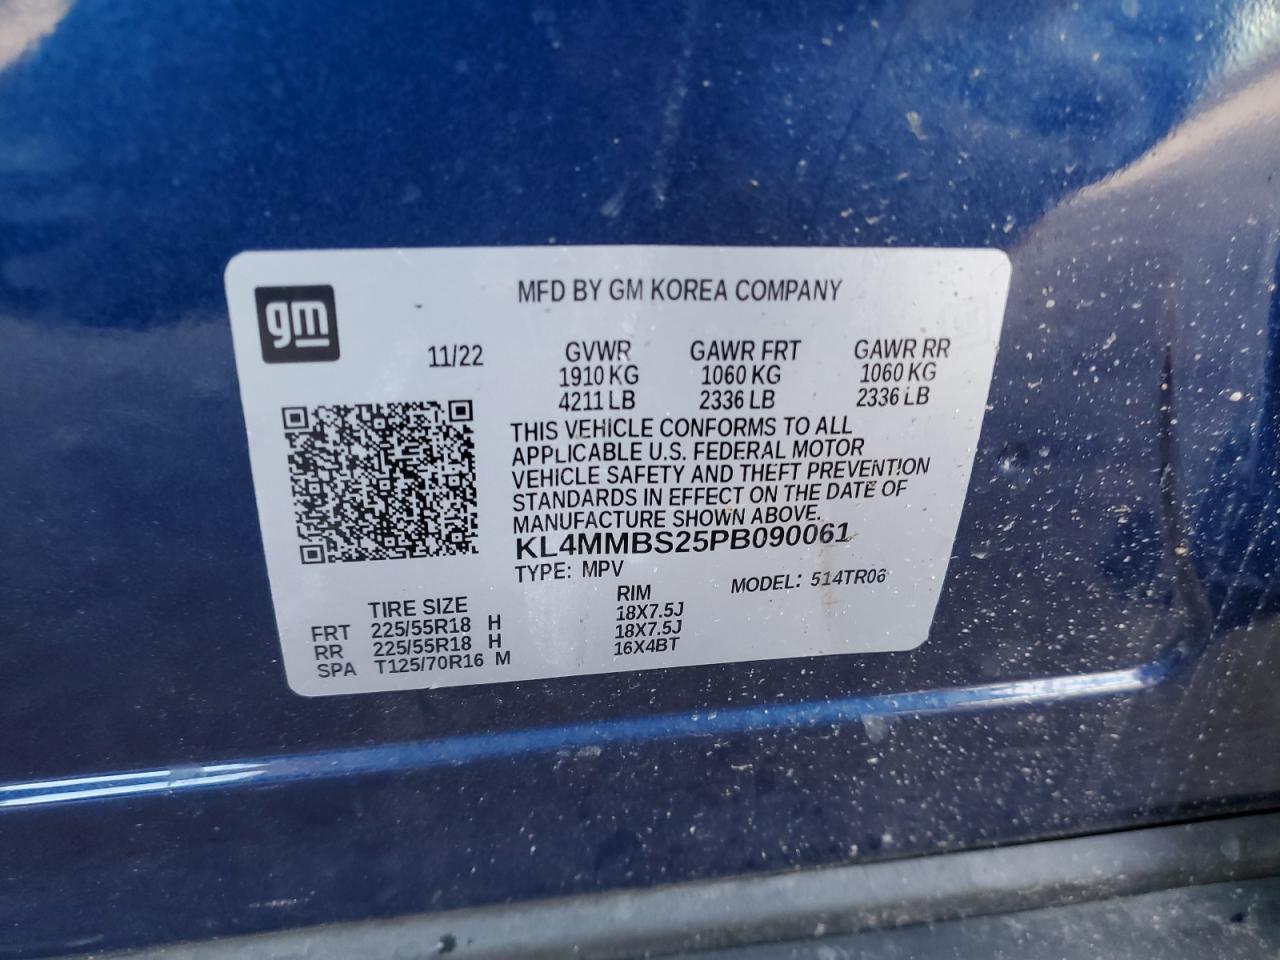 MFD BY GM KOREA COMPANY
gm
11/22
GVWR GAWR FRT GAWR RR
1910 KG 1060 KG 1060 KG
4211 LB 2336 LB 2336 LB
THIS VEHICLE CONFORMS TO ALL
APPLICABLE U.S. FEDERAL MOTOR
VEHICLE SAFETY AND THEFT PREVENTION
STANDARDS IN EFFECT ON THE DATE OF
MANUFACTURE SHOWN ABOVE.
KL4MMBS25PB090061
TYPE: MPV MODEL: 514TR06
TIRE SIZE RIM
FRT 225/55R18 H 18X7.5J
RR 225/55R18 H 18X7.5J
SPA T125/70R16 M 16X4BT